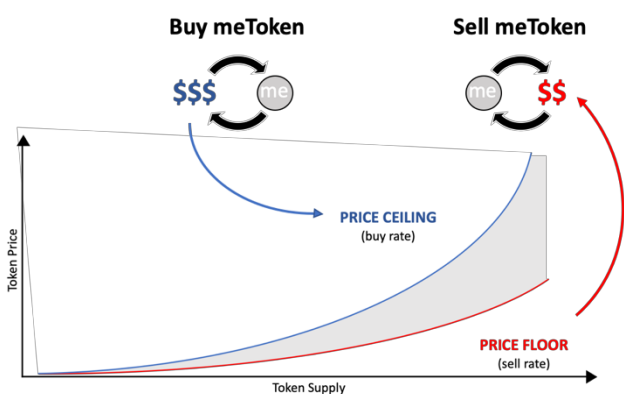 Buy meToken
Sell meToken
$$$
me
me
$$
PRICE CEILING
(buy rate)
Token Price
PRICE FLOOR
(sell rate)
Token Supply